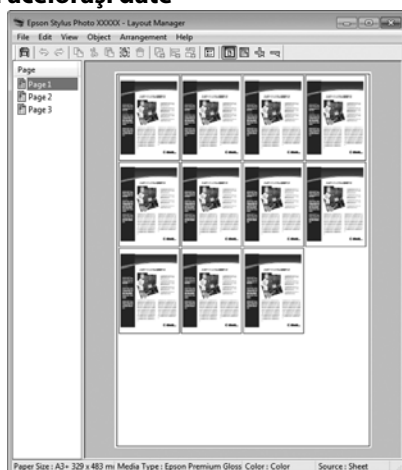 aceloraşi date
Epson Stylus Photo XXXXX - Layout Manager
File Edit View Object Arrangement Help
Page
Page 1
Page 2
Page 3
Paper Size : A3+ 329 x 483 mi Media Type : Epson Premium Gloss Color : Color Source : Sheet